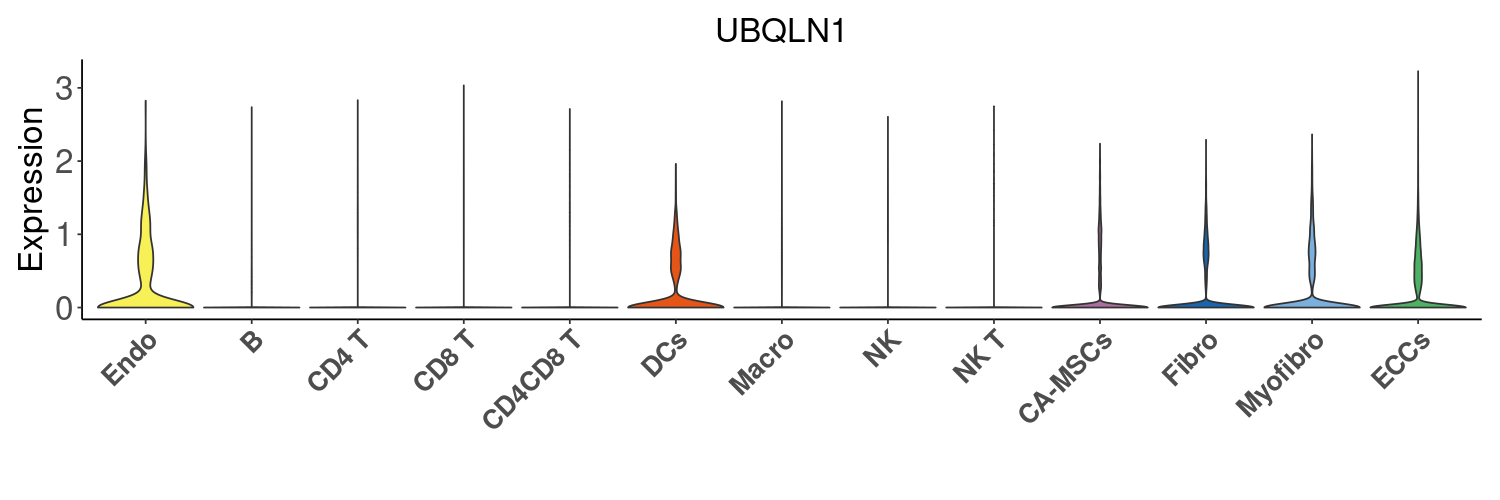 UBQLN1
Expression
3
2
1
0
Endo
B
CD4 T
CD8 T
CD4CD8 T
DCs
Macro
NK
NK T
CA-MSCs
Fibro
Myofibro
ECCs